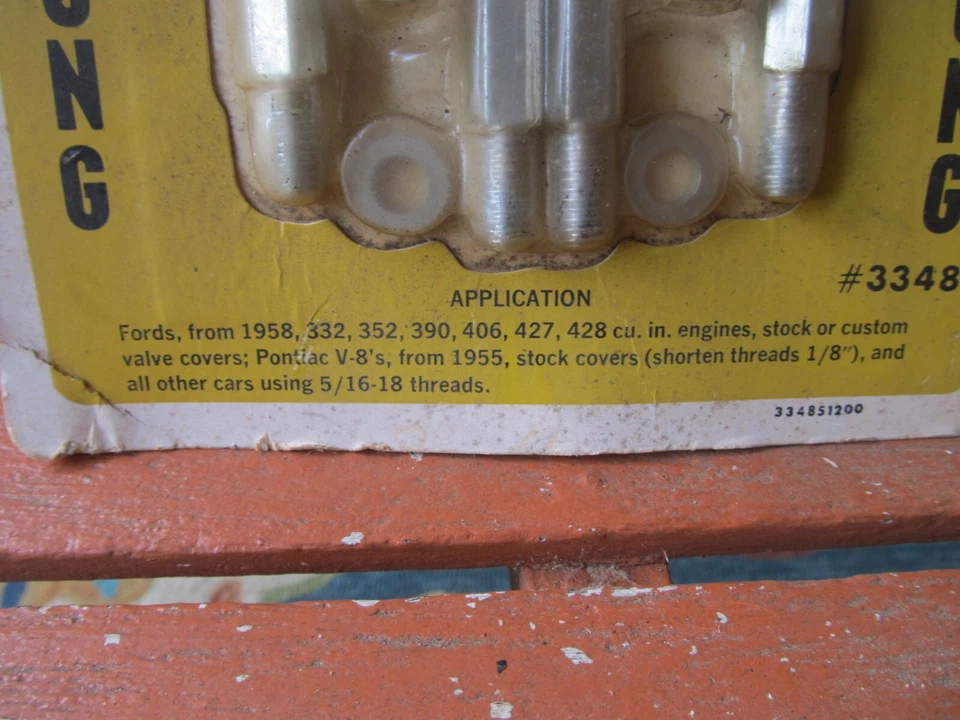 UNG
UNG
#3348
APPLICATION
Fords, from 1958, 332, 352, 390, 406, 427, 428 cu. in. engines, stock or custom
valve covers; Pontiac V-8's, from 1955, stock covers (shorten threads 1/8″), and
all other cars using 5/16-18 threads.
334851200